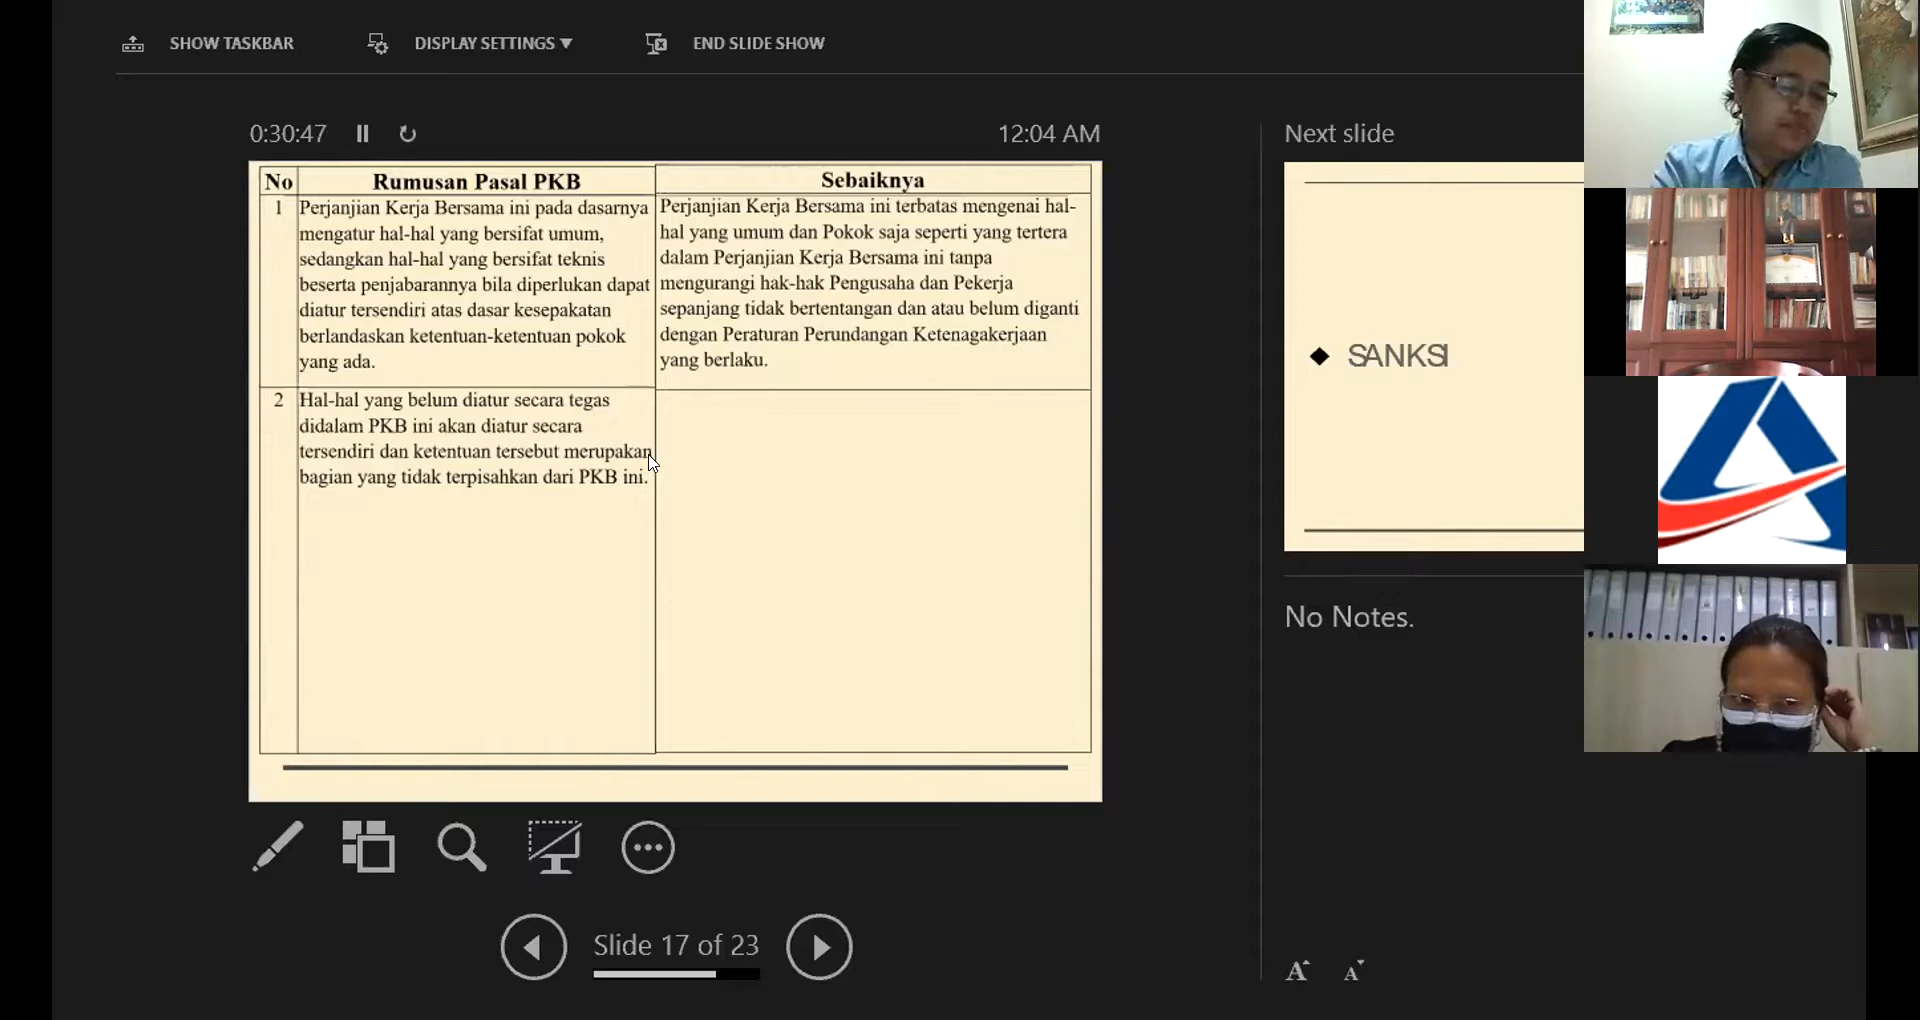 SHOW TASKBAR
DISPLAY SETTINGS ▼
END SLIDE SHOW
0:30:47
12:04 AM
Next slide
No
Rumusan Pasal PKB
Sebaiknya
1
Perjanjian Kerja Bersama ini pada dasarnya
mengatur hal-hal yang bersifat umum,
sedangkan hal-hal yang bersifat teknis
beserta penjabarannya bila diperlukan dapat
diatur tersendiri atas dasar kesepakatan
berlandaskan ketentuan-ketentuan pokok
yang ada.
Perjanjian Kerja Bersama ini terbatas mengenai hal-
hal yang umum dan Pokok saja seperti yang tertera
dalam Perjanjian Kerja Bersama ini tanpa
mengurangi hak-hak Pengusaha dan Pekerja
sepanjang tidak bertentangan dan atau belum diganti
dengan Peraturan Perundangan Ketenagakerjaan
yang berlaku.
2
Hal-hal yang belum diatur secara tegas
didalam PKB ini akan diatur secara
tersendiri dan ketentuan tersebut merupakan
bagian yang tidak terpisahkan dari PKB ini.
◆ SANKSI
No Notes.
Slide 17 of 23
A A